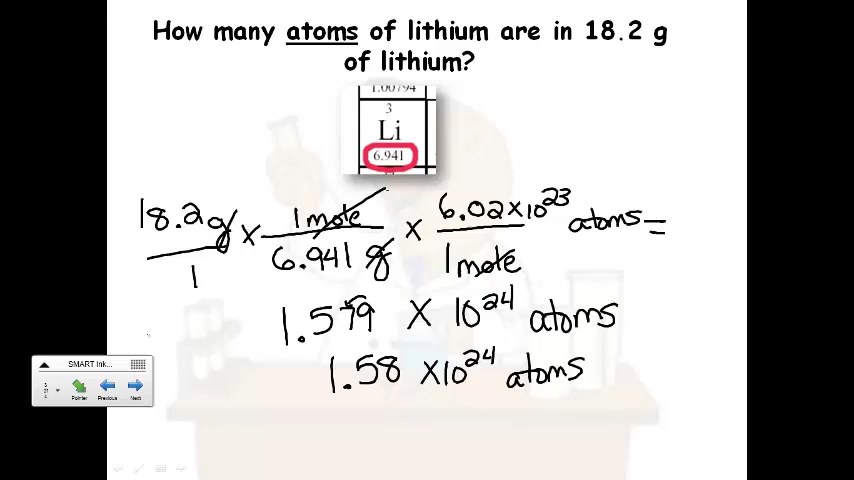 How many atoms of lithium are in 18.2 g
of lithium?
1.00794
3
Li
6.941
18.2g × 1 mole × 6.02×10^23 atoms =
1 6.941 g 1 mole
1.579 × 10^24 atoms
1.58 ×10^24 atoms
SMART Ink...
Pointer Previous Next